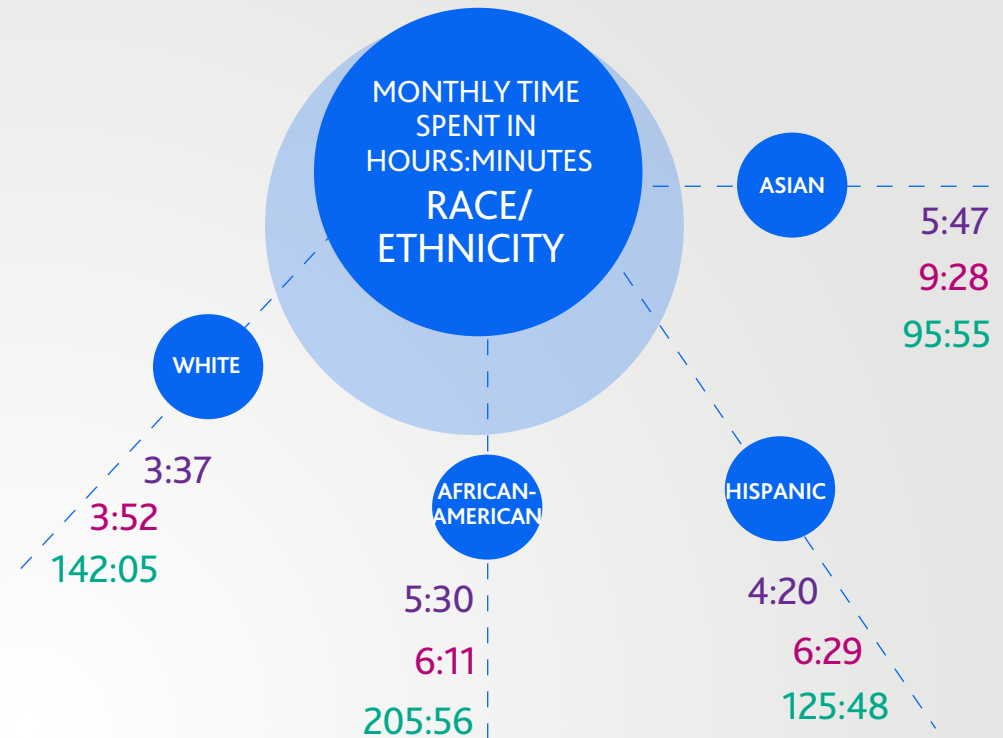 MONTHLY TIME
SPENT IN
HOURS:MINUTES
RACE/
ETHNICITY
ASIAN
5:47
9:28
95:55
WHITE
3:37
3:52
142:05
AFRICAN-
AMERICAN
5:30
6:11
205:56
HISPANIC
4:20
6:29
125:48